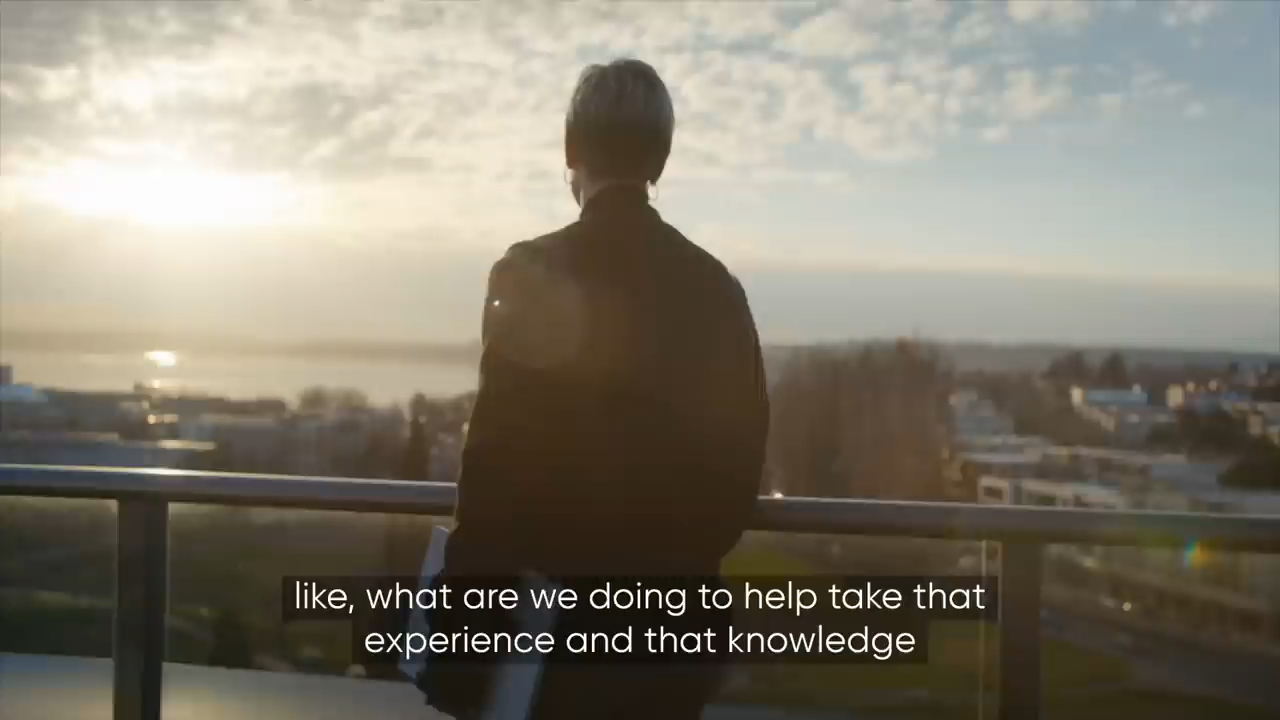 like, what are we doing to help take that
experience and that knowledge